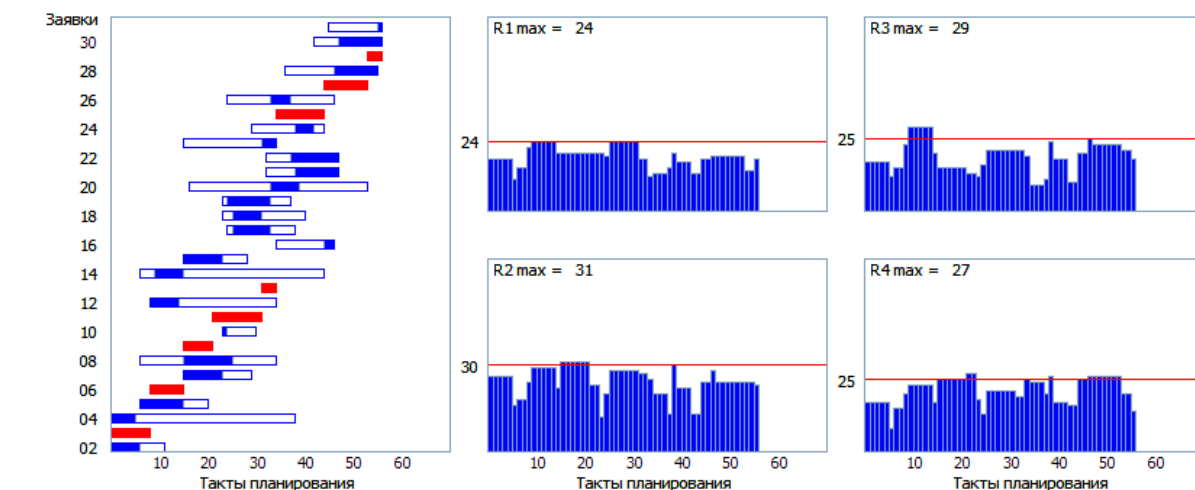 Заявки
30
28
26
24
22
20
18
16
14
12
10
08
06
04
02
10 20 30 40 50 60
Такты планирования
R1 max = 24
24
R3 max = 29
25
R2 max = 31
30
10 20 30 40 50 60
Такты планирования
R4 max = 27
25
10 20 30 40 50 60
Такты планирования